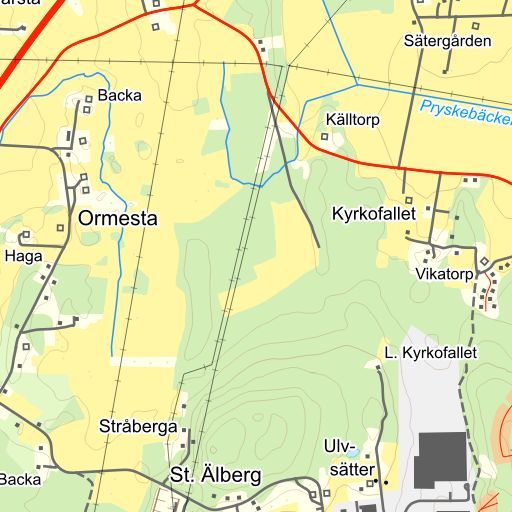 Sätergården
Backa
Pryskebäcken
Källtorp
Ormesta
Kyrkofallet
Haga
Vikatorp
L. Kyrkofallet
Stråberga
Ulv-
sätter
St. Älberg
Backa